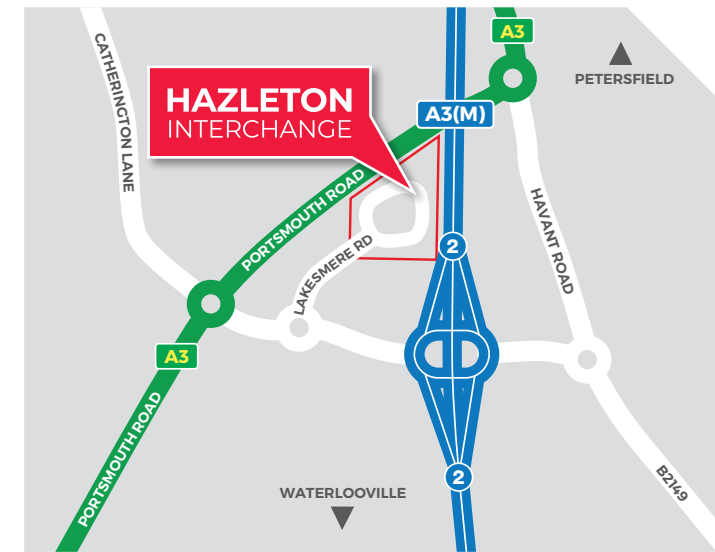 A3
CATHERINGTON LANE
PETERSFIELD
HAZLETON
INTERCHANGE
A3(M)
PORTSMOUTH ROAD
HAVANT ROAD
LAKESMERE RD
2
A3
PORTSMOUTH ROAD
2
B2149
WATERLOOVILLE